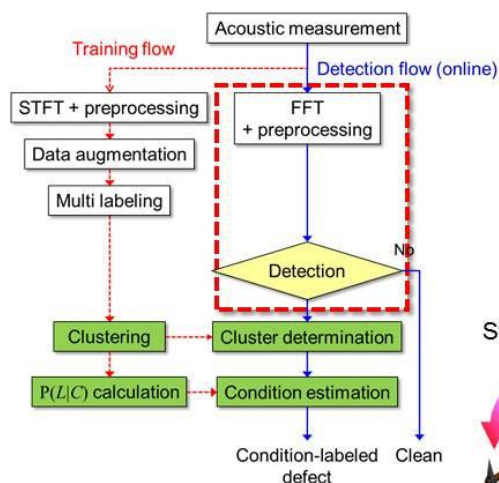 Acoustic measurement
Training flow
Detection flow (online)
STFT + preprocessing
FFT
+ preprocessing
Data augmentation
Multi labeling
No
Detection
Clustering
Cluster determination
P(L|C) calculation
Condition estimation
Condition-labeled
defect
Clean